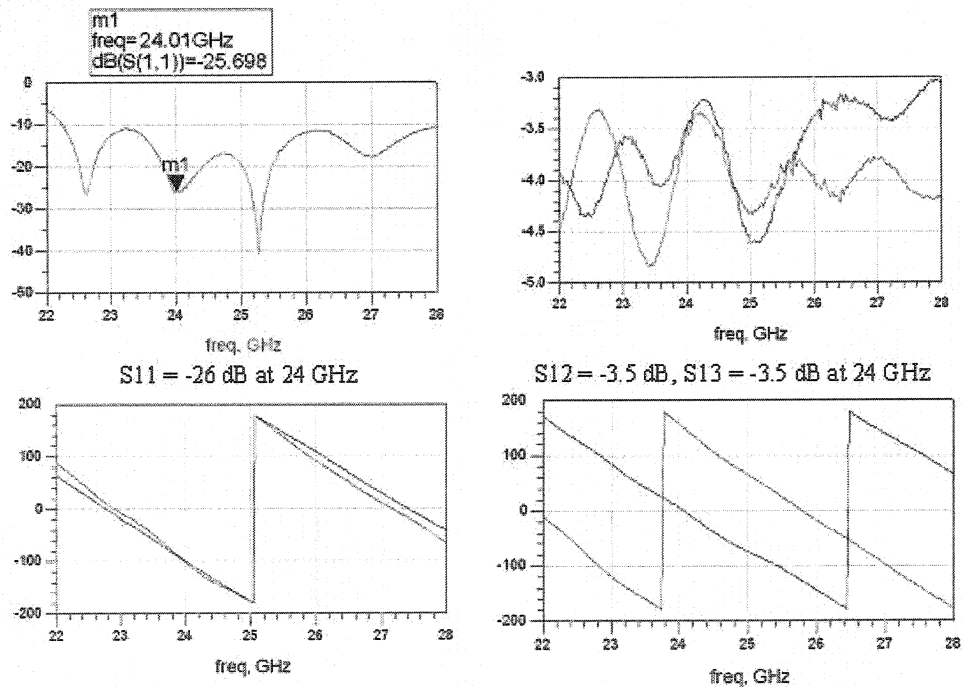 m1
freq=24.01GHz
dB(S(1,1))=-25.698
0
-10
-20
-30
-40
-50
m1
22 23 24 25 26 27 28
freq, GHz
S11 = -26 dB at 24 GHz
-3.0
-3.5
-4.0
-4.5
-5.0
22 23 24 25 26 27 28
freq, GHz
S12 = -3.5 dB, S13 = -3.5 dB at 24 GHz
200
100
0
-100
-200
22 23 24 25 26 27 28
freq, GHz
200
100
0
-100
-200
22 23 24 25 26 27 28
freq, GHz